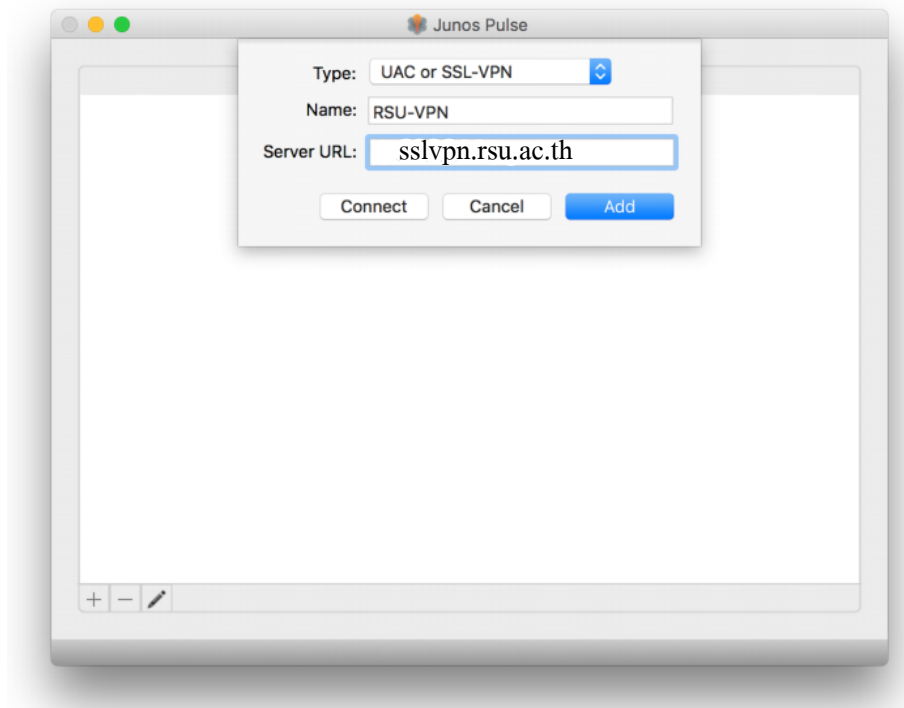 Junos Pulse
Type: UAC or SSL-VPN
Name: RSU-VPN
Server URL: sslvpn.rsu.ac.th
Connect Cancel Add